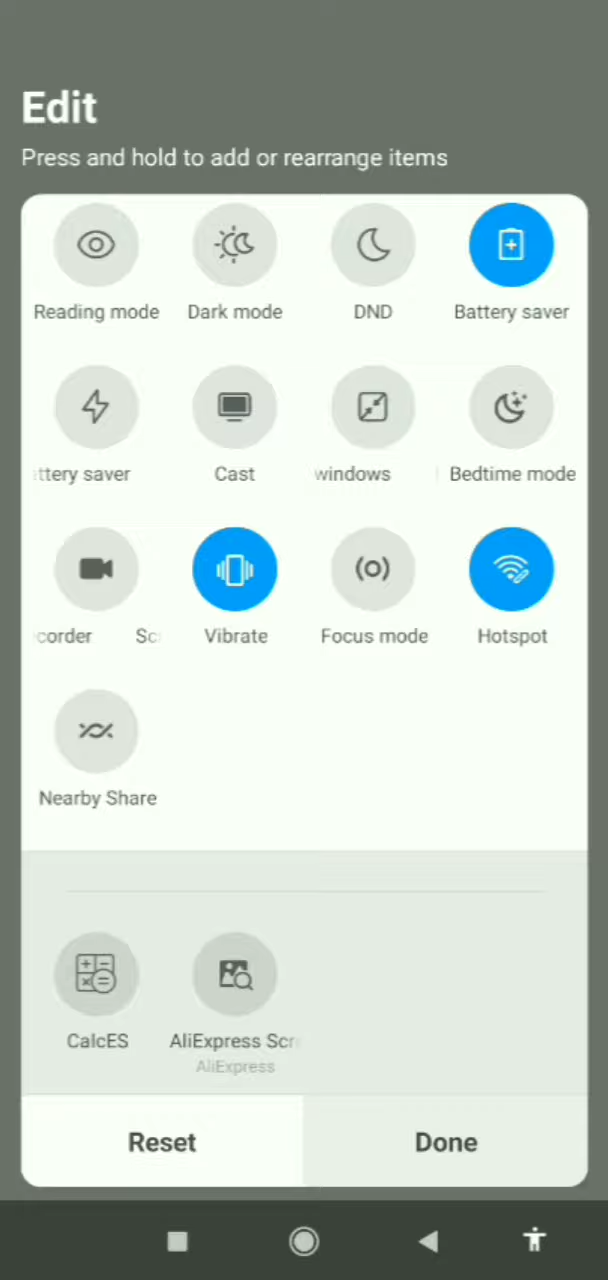 Edit
Press and hold to add or rearrange items
Reading mode
Dark mode
DND
Battery saver
ttery saver
Cast
windows
Bedtime mode
corder Sc
Vibrate
Focus mode
Hotspot
Nearby Share
CalcES
AliExpress Scr
AliExpress
Reset
Done